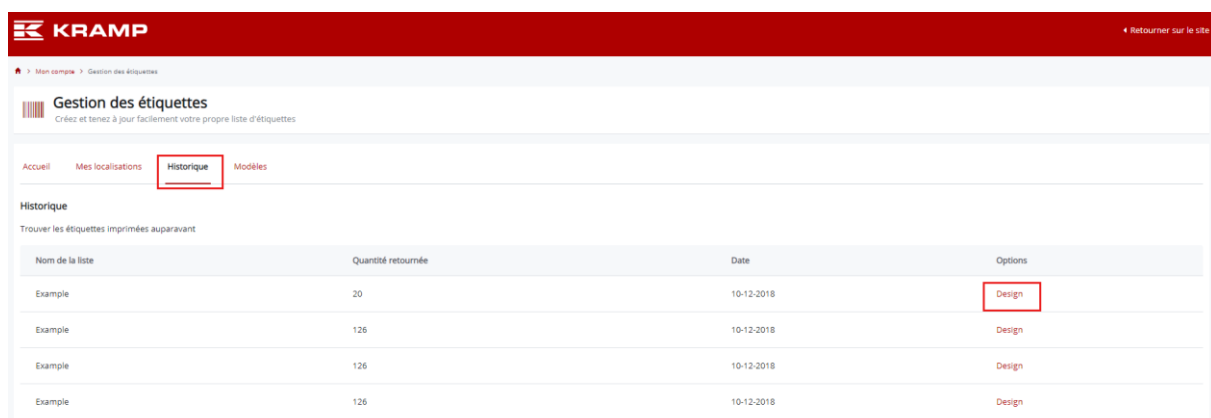 KRAMP
Retourner sur le site
> Mon compte > Gestion des étiquettes
Gestion des étiquettes
Créez et tenez à jour facilement votre propre liste d'étiquettes
Accueil Mes localisations Historique Modèles
Historique
Trouver les étiquettes imprimées auparavant
Nom de la liste Quantité retournée Date Options
Example 20 10-12-2018 Design
Example 126 10-12-2018 Design
Example 126 10-12-2018 Design
Example 126 10-12-2018 Design